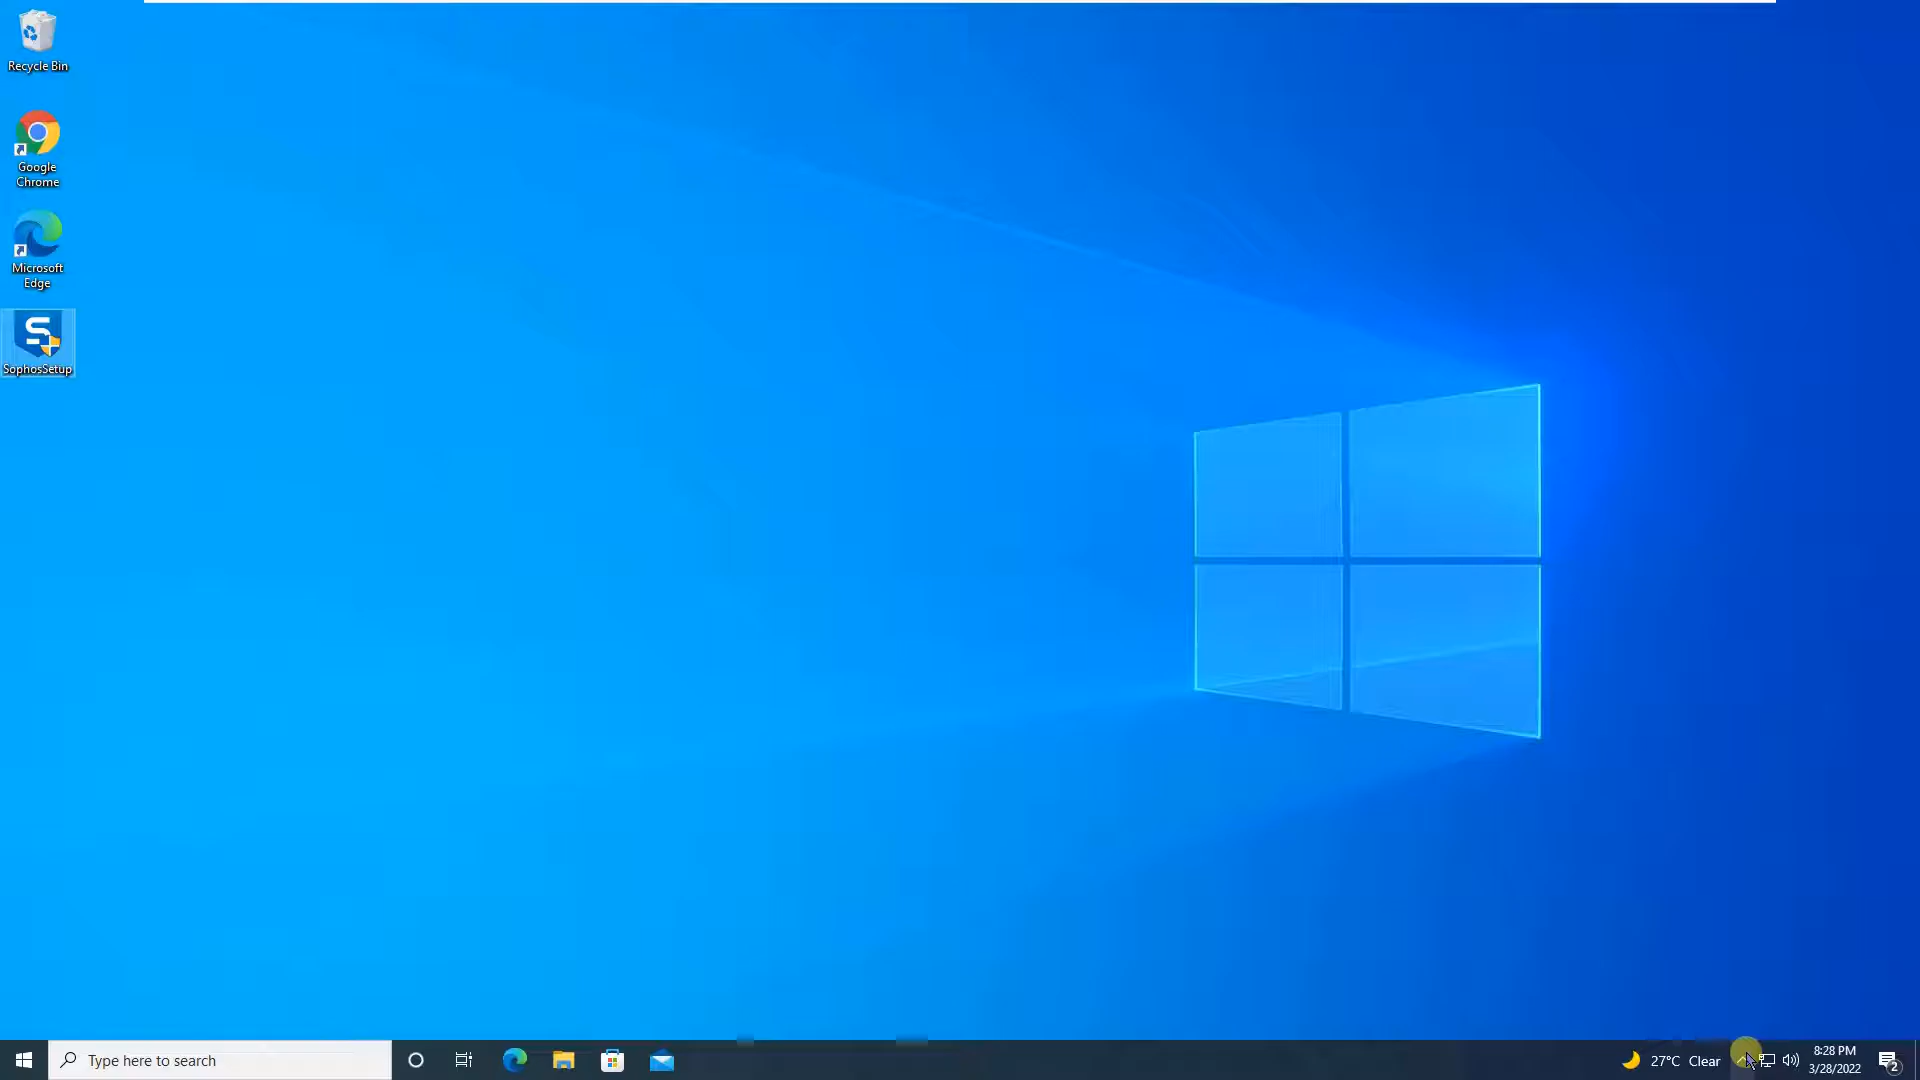 Recycle Bin
Google
Chrome
Microsoft
Edge
SophosSetup
Type here to search
27°C Clear
8:28 PM
3/28/2022
2